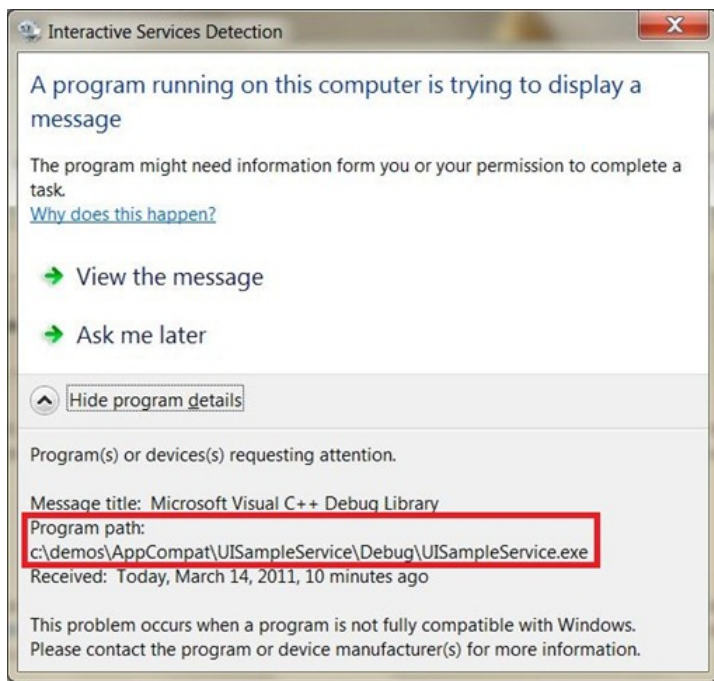 Interactive Services Detection
A program running on this computer is trying to display a
message
The program might need information form you or your permission to complete a
task.
Why does this happen?
View the message
Ask me later
Hide program details
Program(s) or devices(s) requesting attention.
Message title: Microsoft Visual C++ Debug Library
Program path:
c:\demos\AppCompat\UISampleService\Debug\UISampleService.exe
Received: Today, March 14, 2011, 10 minutes ago
This problem occurs when a program is not fully compatible with Windows.
Please contact the program or device manufacturer(s) for more information.